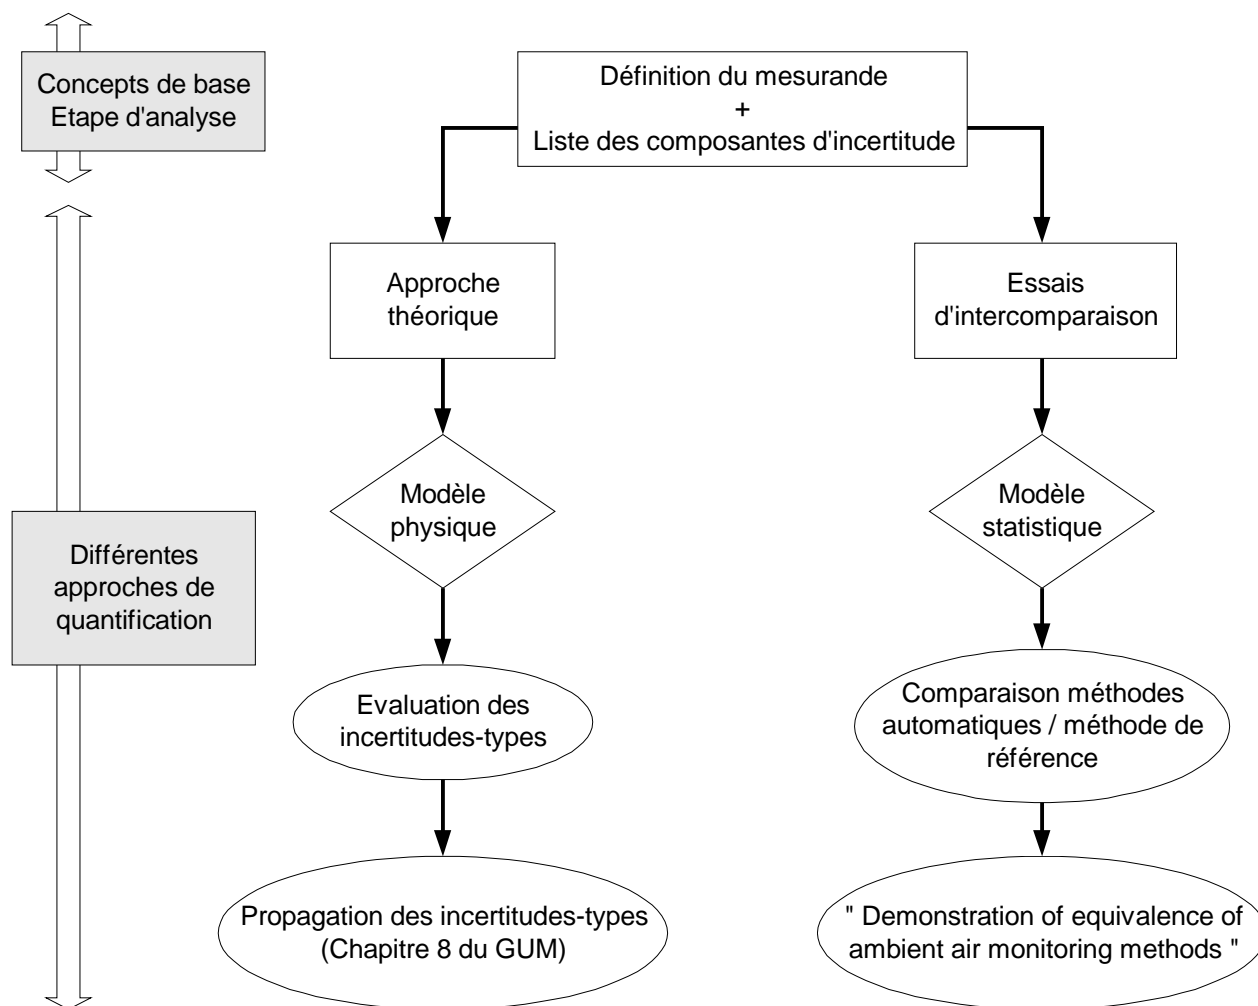 Concepts de base
Etape d'analyse
Définition du mesurande
+
Liste des composantes d'incertitude
Approche
théorique
Essais
d'intercomparaison
Modèle
physique
Modèle
statistique
Différentes
approches de
quantification
Evaluation des
incertitudes-types
Comparaison méthodes
automatiques / méthode de
référence
Propagation des incertitudes-types
(Chapitre 8 du GUM)
" Demonstration of equivalence of
ambient air monitoring methods "